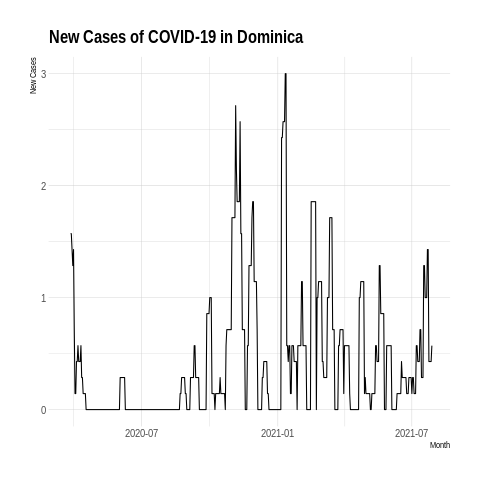 New Cases of COVID-19 in Dominica
New Cases
3
2
1
0
2020-07
2021-01
2021-07
Month